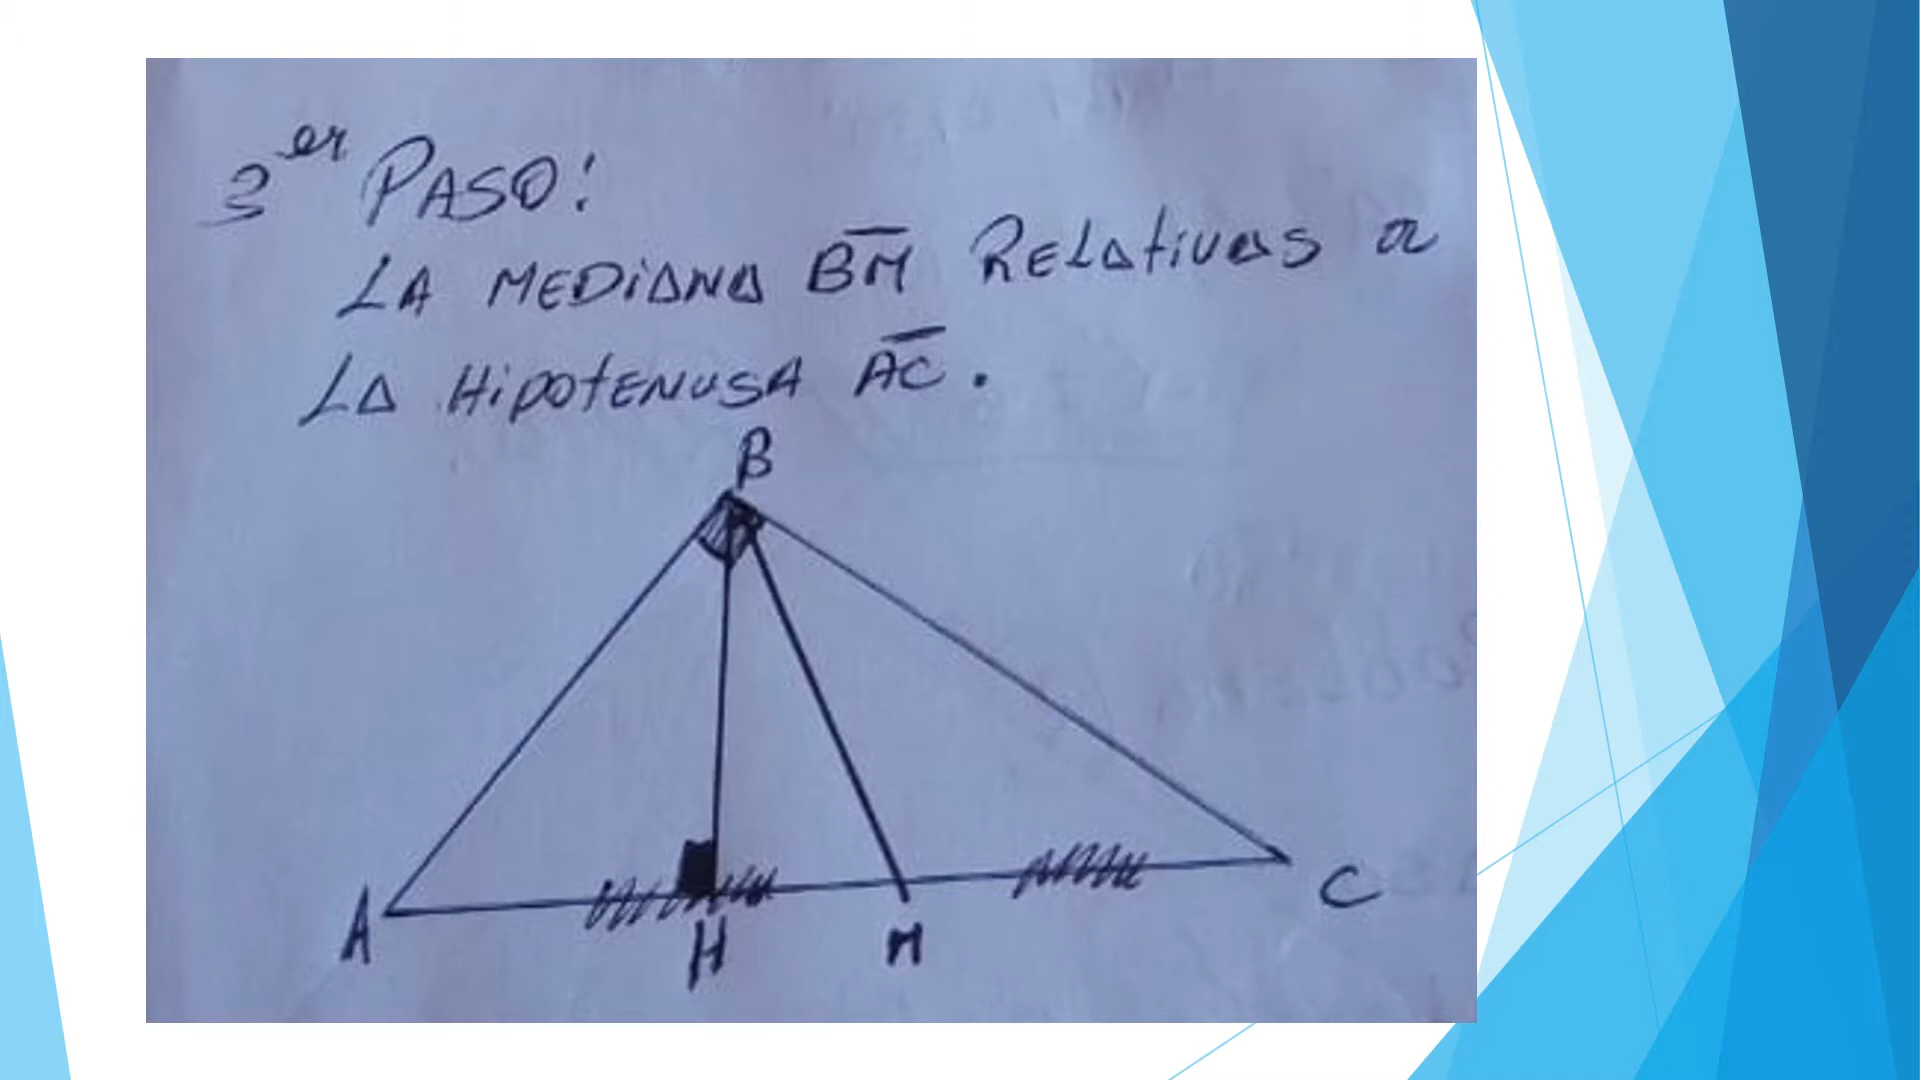 3er PASO:
LA MEDIANA BM RELATIVAS a
LA HIPOTENUSA AC.
B
A
H
M
C